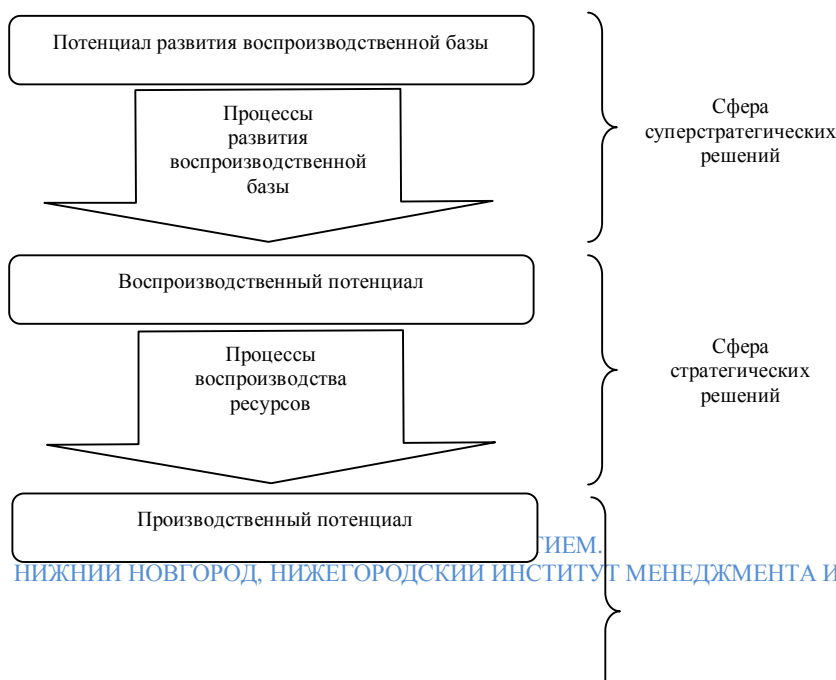 Потенциал развития воспроизводственной базы
Процессы
развития
воспроизводственной
базы
Сфера
суперстратегических
решений
Воспроизводственный потенциал
Процессы
воспроизводства
ресурсов
Сфера
стратегических
решений
Производственный потенциал
ТИЕМ.
НИЖНИЙ НОВГОРОД, НИЖЕГОРОДСКИЙ ИНСТИТУТ МЕНЕДЖМЕНТА И